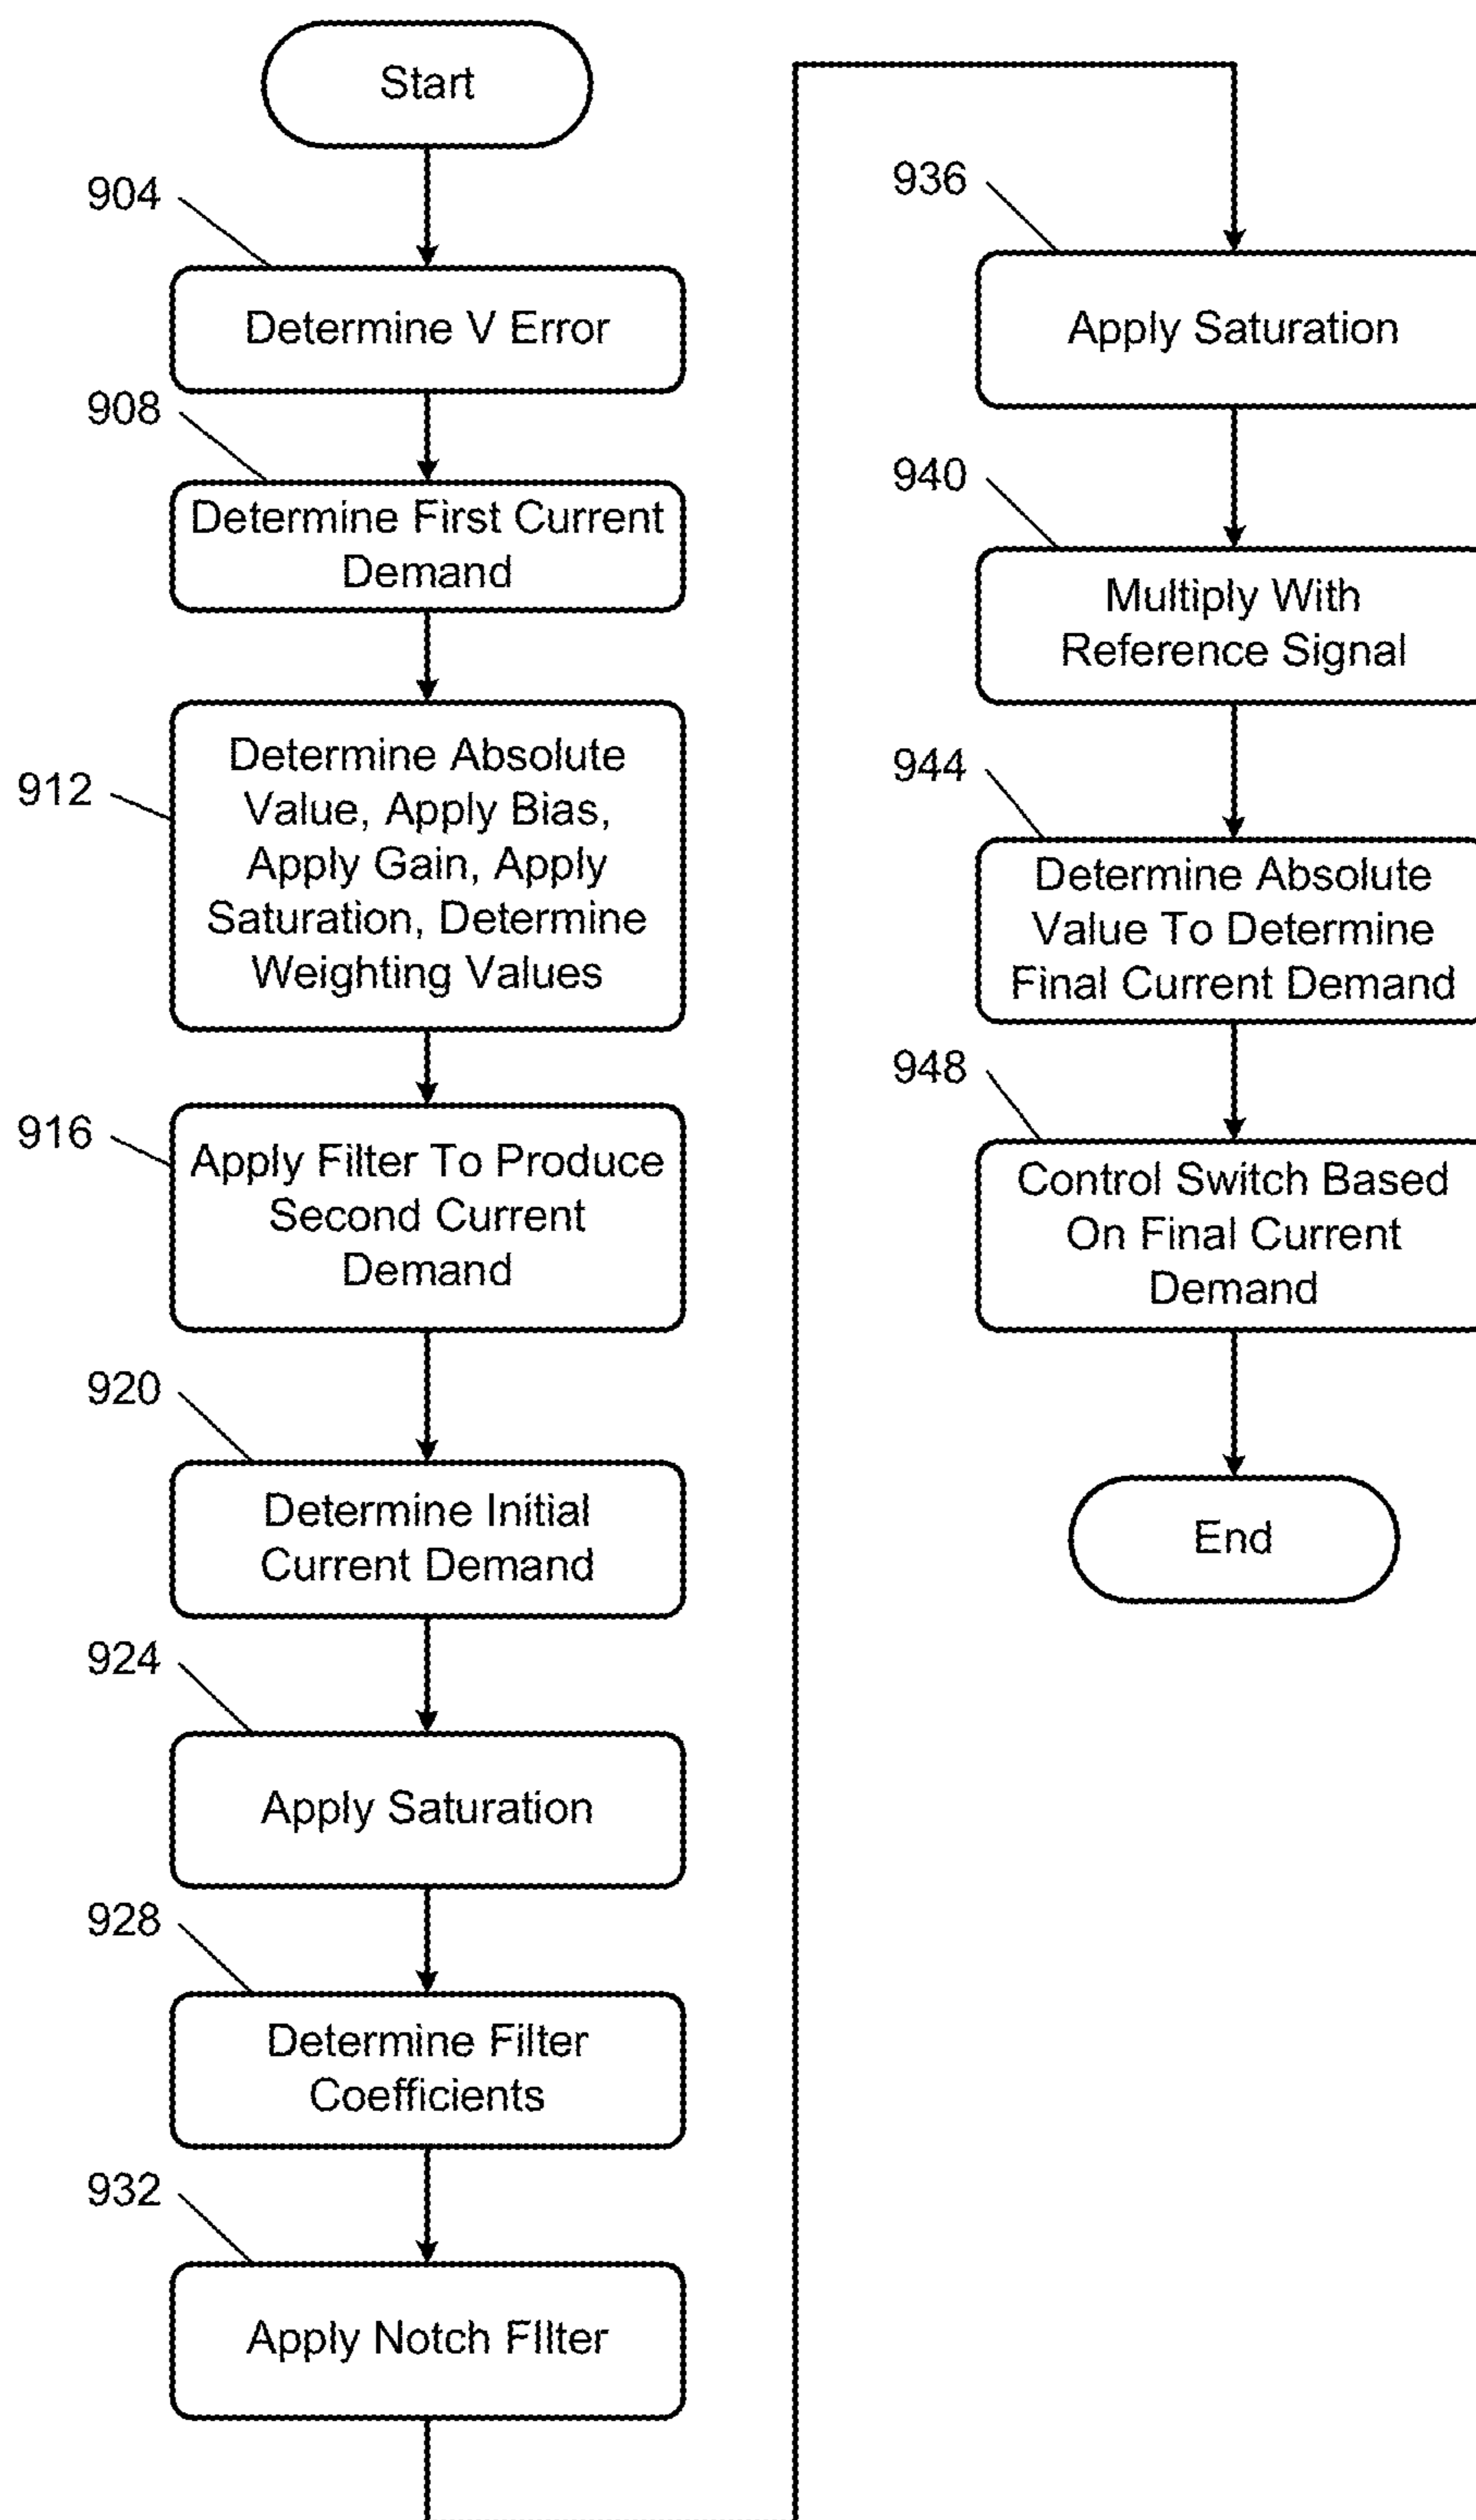 Start
904
Determine V Error
908
Determine First Current
Demand
912
Determine Absolute
Value, Apply Bias,
Apply Gain, Apply
Saturation, Determine
Weighting Values
916
Apply Filter To Produce
Second Current
Demand
920
Determine Initial
Current Demand
924
Apply Saturation
928
Determine Filter
Coefficients
932
Apply Notch FIlter
936
Apply Saturation
940
Multiply With
Reference Signal
944
Determine Absolute
Value To Determine
Final Current Demand
948
Control Switch Based
On Final Current
Demand
End